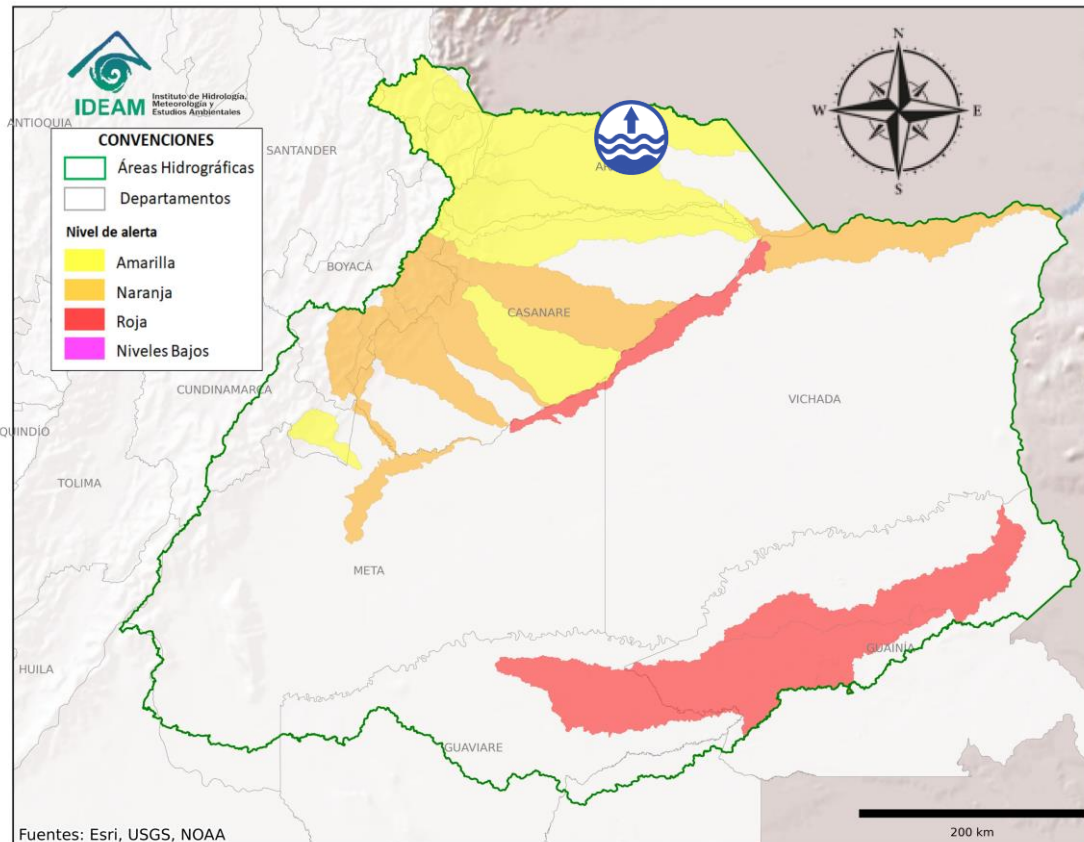 IDEAM
Instituto de Hidrología,
Meteorología y
Estudios Ambientales
CONVENCIONES
Áreas Hidrográficas
Departamentos
Nivel de alerta
Amarilla
Naranja
Roja
Niveles Bajos
N
W
E
S
ANTIOQUIA
SANTANDER
BOYACÁ
CASANARE
CUNDINAMARCA
VICHADA
QUINDÍO
TOLIMA
META
HUILA
GUAINÍA
GUAVIARE
Fuentes: Esri, USGS, NOAA
200 km